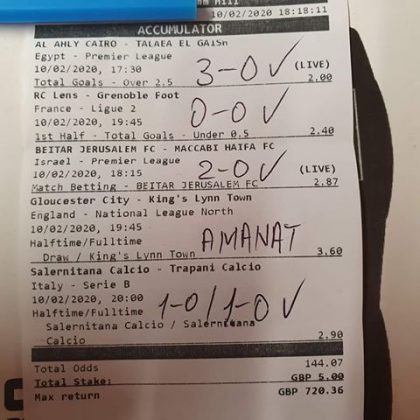 10/02/2020 18:18:11
ACCUMULATOR
AL AHLY CAIRO - TALAEA EL GAISH
Egypt - Premier League
10/02/2020, 17:30 3-0 ✓ (LIVE)
Total Goals - Over 2.5 2.00
RC Lens - Grenoble Foot
France - Ligue 2
10/02/2020, 19:45 0-0 ✓
1st Half - Total Goals - Under 0.5 2.40
BEITAR JERUSALEM FC - MACCABI HAIFA FC
Israel - Premier League
10/02/2020, 18:15 2-0 ✓ (LIVE)
Match Betting - BEITAR JERUSALEM FC 2.87
Gloucester City - King's Lynn Town
England - National League North
10/02/2020, 19:45
Halftime/Fulltime AMANAT
Draw / King's Lynn Town 3.60
Salernitana Calcio - Trapani Calcio
Italy - Serie B
10/02/2020, 20:00 1-0/1-0 ✓
Halftime/Fulltime
Salernitana Calcio / Salernitana
Calcio 2.90
Total Odds 144.07
Total Stake: GBP 5.00
Max return GBP 720.36